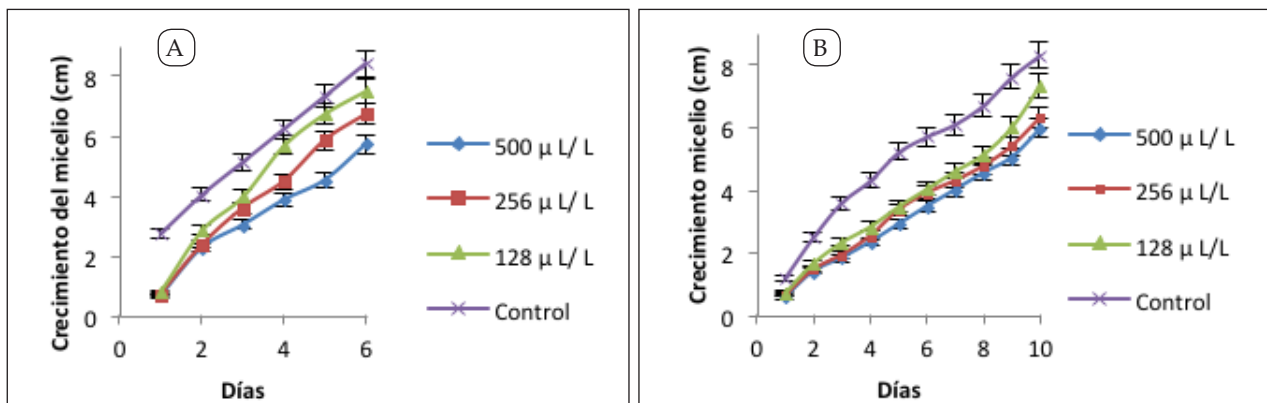 A
Crecimiento del micelio (cm)
8
6
4
2
0
0 2 4 6
Días
500 µ L/ L
256 µ L/ L
128 µ L/ L
Control
B
Crecimiento micelio (cm)
8
6
4
2
0
0 2 4 6 8 10
Días
500 µ L/ L
256 µ L/L
128 µ L/L
Control